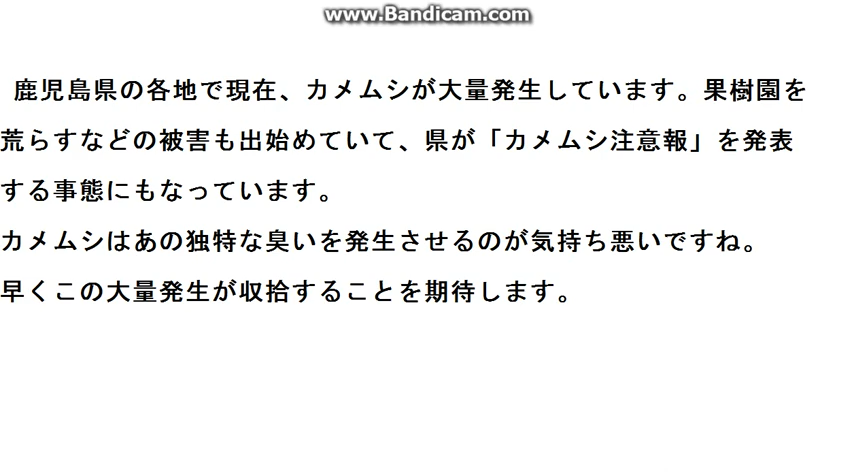 www.Bandicam.com
鹿児島県の各地で現在、カメムシが大量発生しています。果樹園を
荒らすなどの被害も出始めていて、県が「カメムシ注意報」を発表
する事態にもなっています。
カメムシはあの独特な臭いを発生させるのが気持ち悪いですね。
早くこの大量発生が収拾することを期待します。